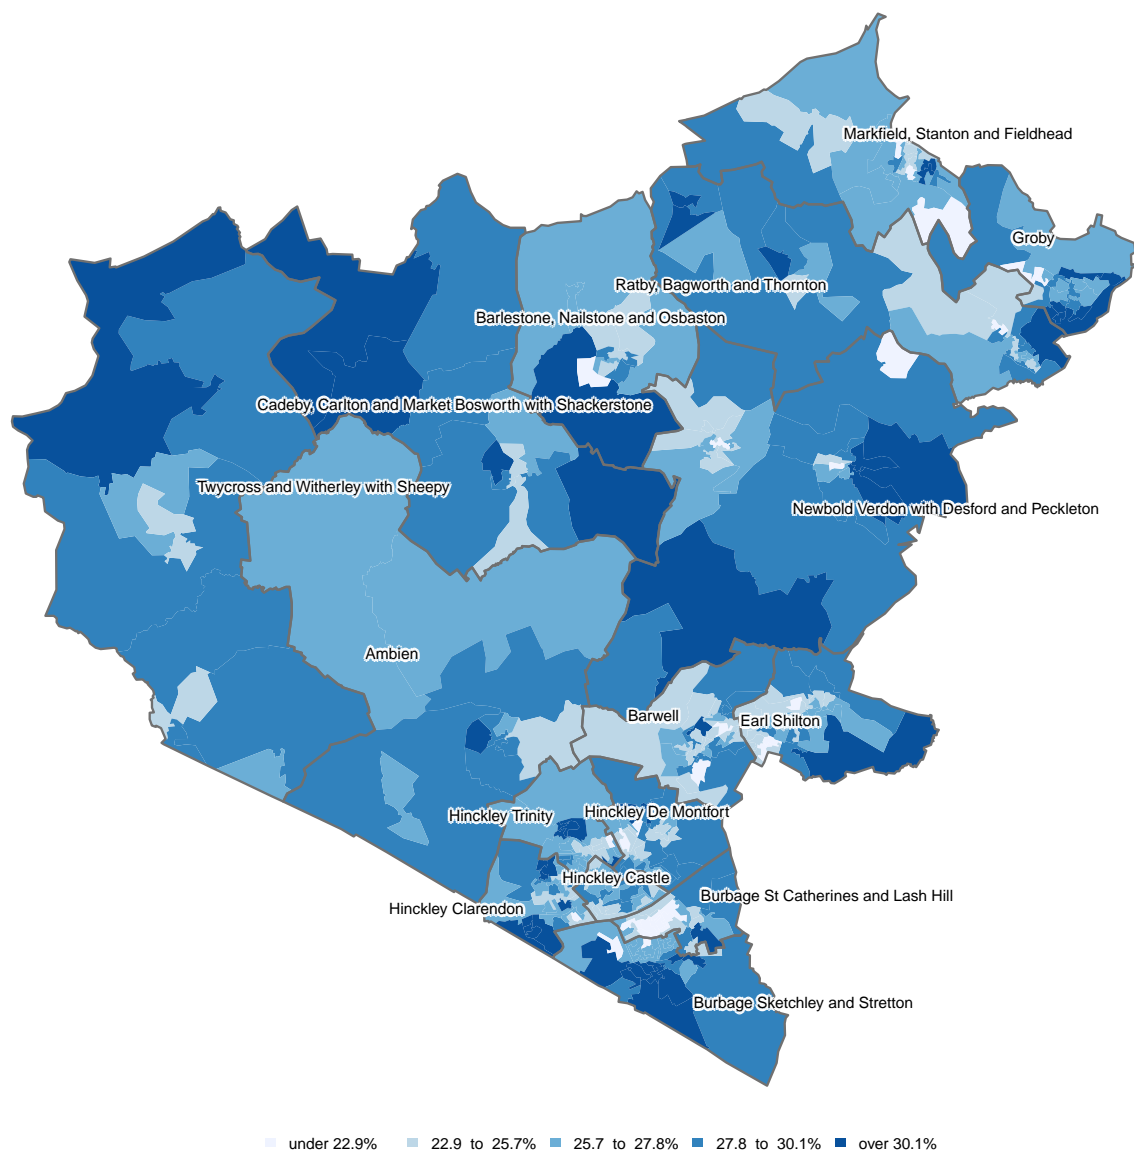 Markfield, Stanton and Fieldhead
Groby
Ratby, Bagworth and Thornton
Barlestone, Nailstone and Osbaston
Cadeby, Carlton and Market Bosworth with Shackerstone
Twycross and Witherley with Sheepy
Newbold Verdon with Desford and Peckleton
Ambien
Barwell
Earl Shilton
Hinckley Trinity
Hinckley De Montfort
Hinckley Castle
Burbage St Catherines and Lash Hill
Hinckley Clarendon
Burbage Sketchley and Stretton
under 22.9% 22.9 to 25.7% 25.7 to 27.8% 27.8 to 30.1% over 30.1%